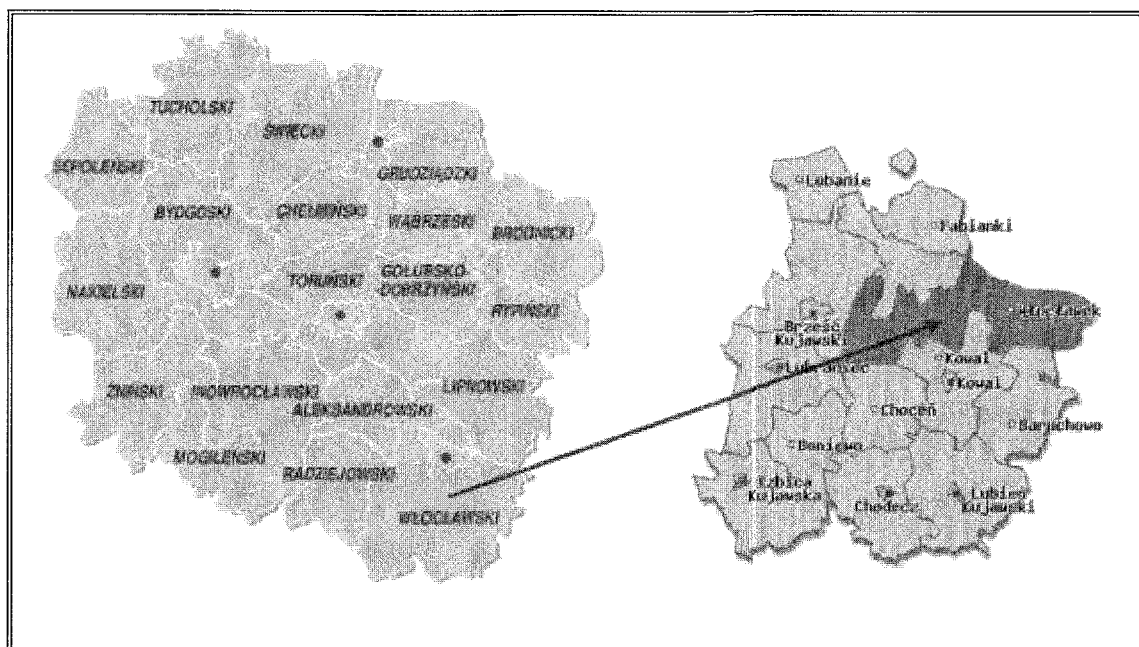 TUCHOLSKI
ŚWIECKI
SĘPOLEŃSKI
GRUDZIĄDZKI
BYDGOSKI
CHEŁMIŃSKI
WĄBRZESKI
BRODNICKI
TORUŃSKI
GOLUBSKO-
DOBRZYŃSKI
NAKIELSKI
RYPIŃSKI
ŻNIŃSKI
INOWROCŁAWSKI
LIPNOWSKI
ALEKSANDROWSKI
MOGILEŃSKI
RADZIEJOWSKI
WŁOCŁAWSKI
Lubanie
Fabianki
Włocławek
Brześć
Kujawski
Kowal
Lubraniec
Kowal
Choceń
Baruchowo
Boniewo
Izbica
Kujawska
Chodecz
Lubień
Kujawski